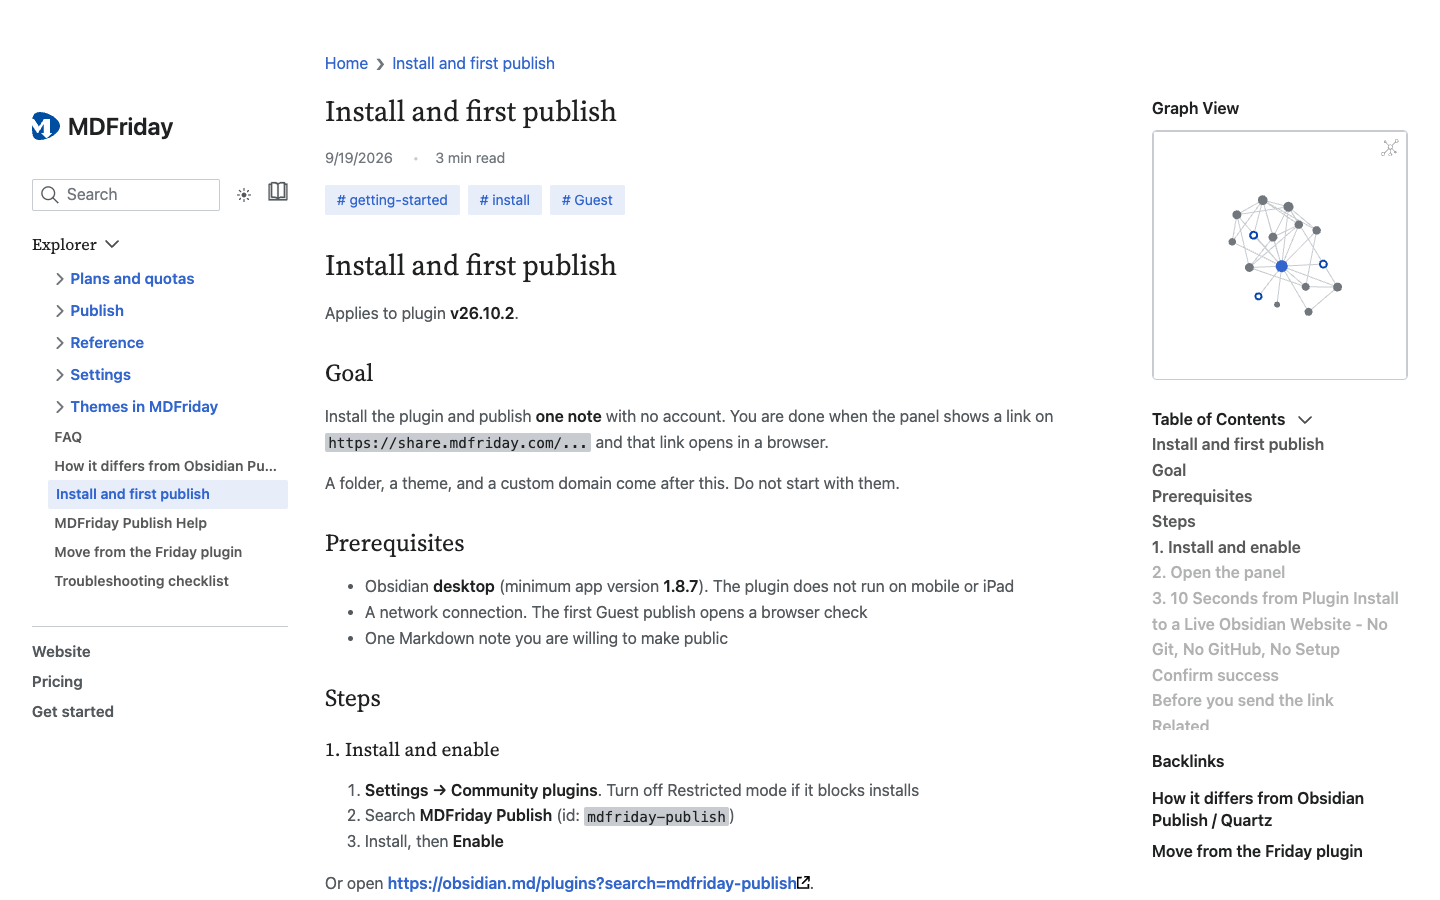 Home > Install and first publish
MDFriday
Search
Explorer
Plans and quotas
Publish
Reference
Settings
Themes in MDFriday
FAQ
How it differs from Obsidian Pu...
Install and first publish
MDFriday Publish Help
Move from the Friday plugin
Troubleshooting checklist
Website
Pricing
Get started
Install and first publish
9/19/2026 • 3 min read
# getting-started # install # Guest
Install and first publish
Applies to plugin v26.10.2.
Goal
Install the plugin and publish one note with no account. You are done when the panel shows a link on
https://share.mdfriday.com/... and that link opens in a browser.
A folder, a theme, and a custom domain come after this. Do not start with them.
Prerequisites
• Obsidian desktop (minimum app version 1.8.7). The plugin does not run on mobile or iPad
• A network connection. The first Guest publish opens a browser check
• One Markdown note you are willing to make public
Steps
1. Install and enable
1. Settings → Community plugins. Turn off Restricted mode if it blocks installs
2. Search MDFriday Publish (id: mdfriday-publish)
3. Install, then Enable
Or open https://obsidian.md/plugins?search=mdfriday-publish.
Graph View
Table of Contents
Install and first publish
Goal
Prerequisites
Steps
1. Install and enable
2. Open the panel
3. 10 Seconds from Plugin Install
to a Live Obsidian Website - No
Git, No GitHub, No Setup
Confirm success
Before you send the link
Related
Backlinks
How it differs from Obsidian
Publish / Quartz
Move from the Friday plugin